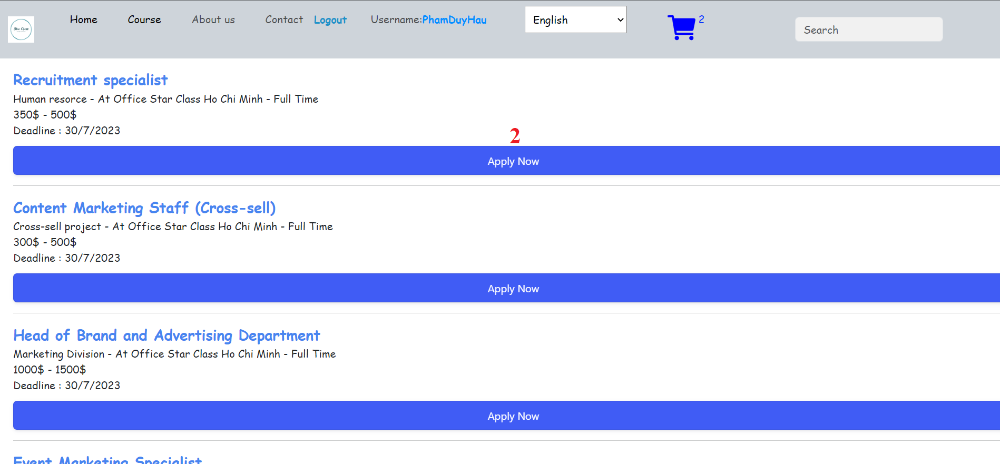 Star Class
Home Course About us Contact Logout Username:PhamDuyHau English 2 Search
Recruitment specialist
Human resorce - At Office Star Class Ho Chi Minh - Full Time
350$ - 500$
Deadline : 30/7/2023
2
Apply Now
Content Marketing Staff (Cross-sell)
Cross-sell project - At Office Star Class Ho Chi Minh - Full Time
300$ - 500$
Deadline : 30/7/2023
Apply Now
Head of Brand and Advertising Department
Marketing Division - At Office Star Class Ho Chi Minh - Full Time
1000$ - 1500$
Deadline : 30/7/2023
Apply Now
Event Marketing Specialist